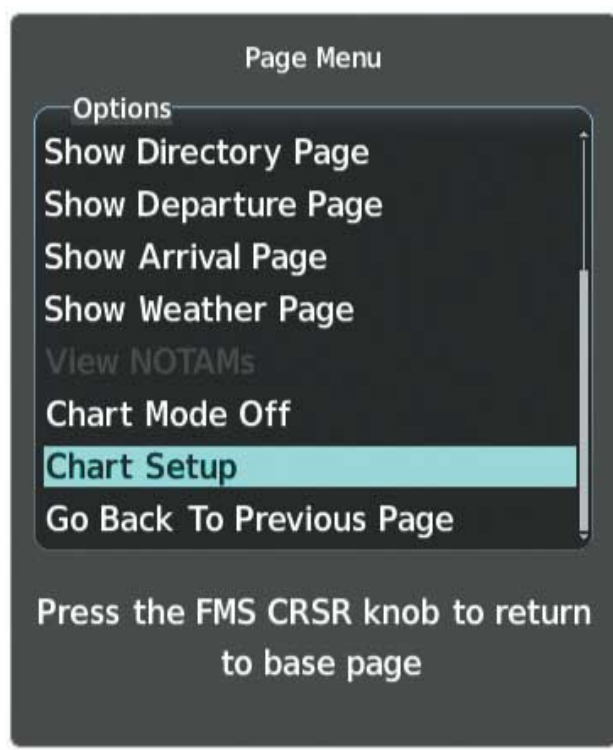 Page Menu
Options
Show Directory Page
Show Departure Page
Show Arrival Page
Show Weather Page
View NOTAMs
Chart Mode Off
Chart Setup
Go Back To Previous Page
Press the FMS CRSR knob to return
to base page